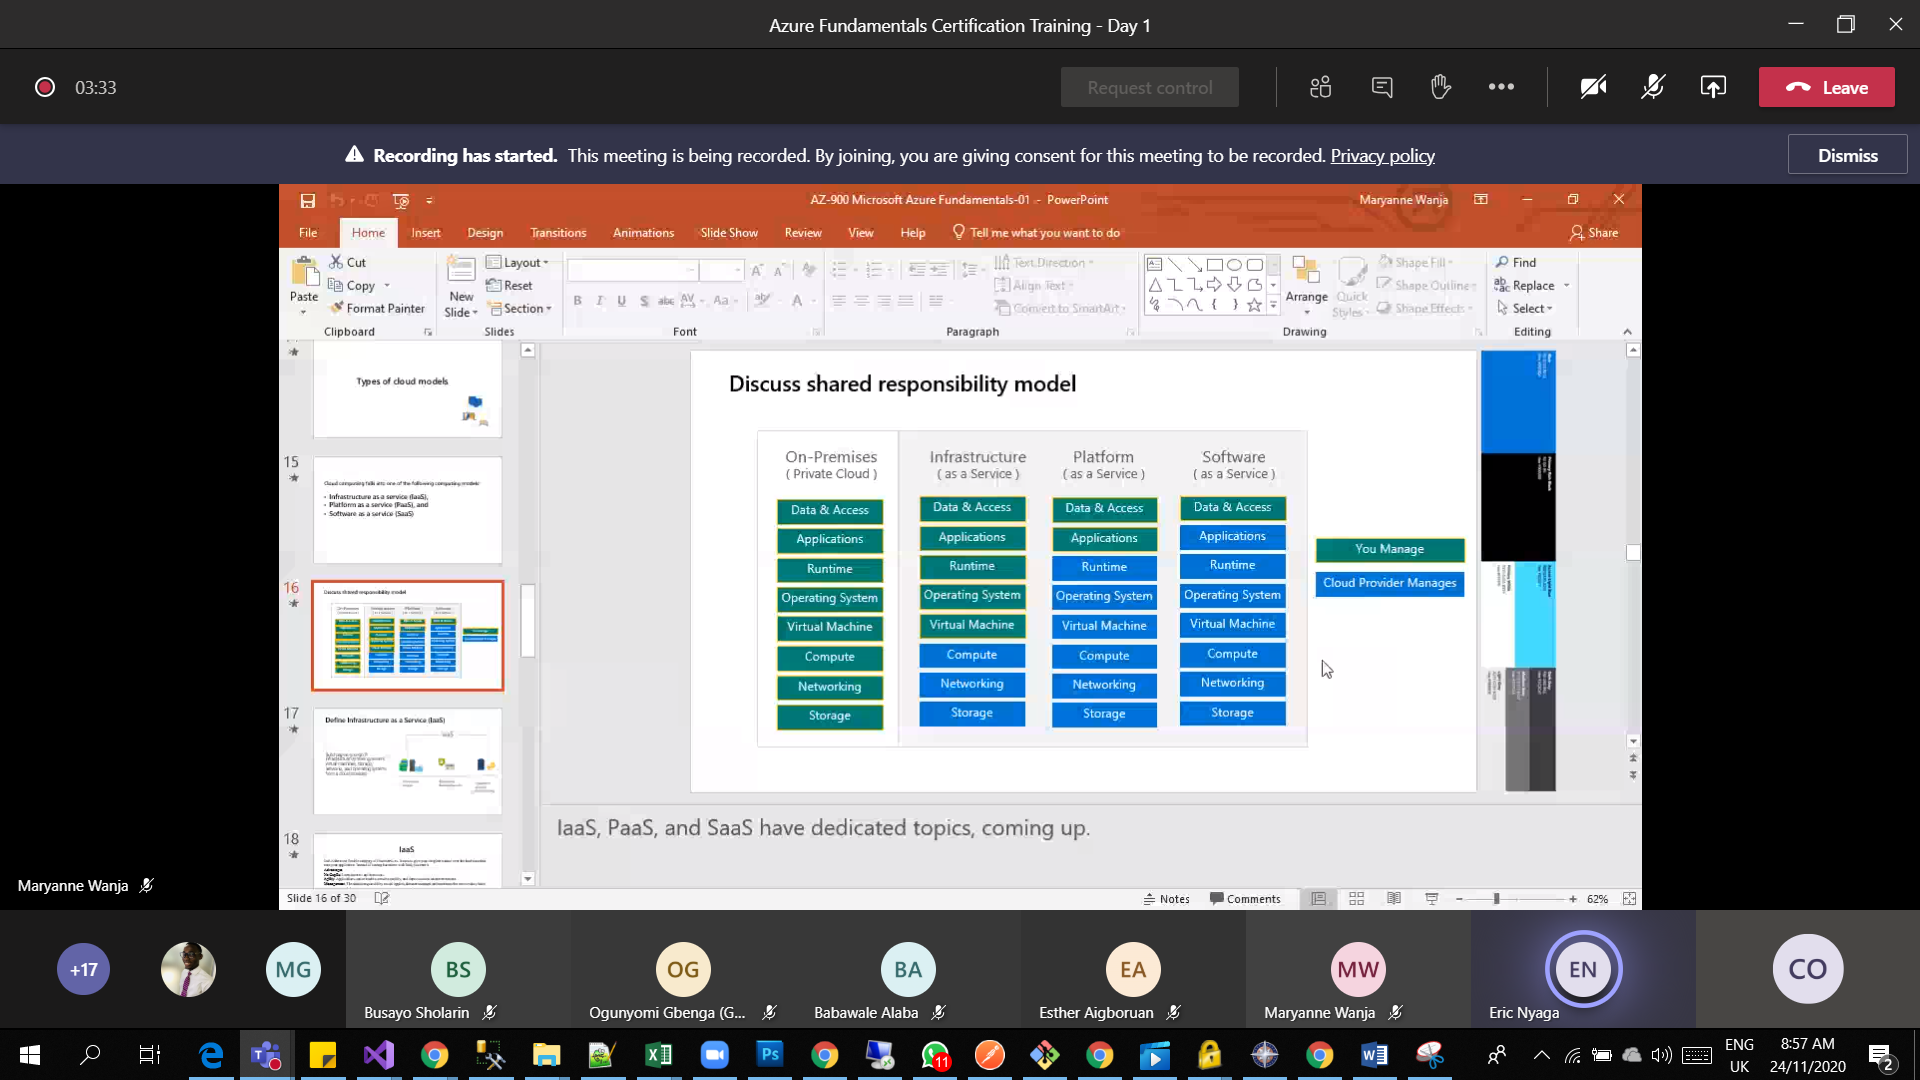 Azure Fundamentals Certification Training - Day 1
03:33
Request control
Leave
Recording has started. This meeting is being recorded. By joining, you are giving consent for this meeting to be recorded. Privacy policy
Dismiss
AZ-900 Microsoft Azure Fundamentals-01 - PowerPoint
Maryanne Wanja
File Home Insert Design Transitions Animations Slide Show Review View Help Tell me what you want to do
Share
Paste
Cut
Copy
Format Painter
Clipboard
New Slide
Layout
Reset
Section
Slides
Font
Text Direction
Align Text
Convert to SmartArt
Paragraph
Arrange
Quick Styles
Shape Fill
Shape Outline
Shape Effects
Drawing
Find
Replace
Select
Editing
Types of cloud models
15
Cloud computing falls into one of the following computing models:
• Infrastructure as a service (IaaS),
• Platform as a service (PaaS), and
• Software as a service (SaaS)
16
Discuss shared responsibility model
17
Define Infrastructure as a Service (IaaS)
IaaS
18
IaaS
Discuss shared responsibility model
On-Premises
( Private Cloud )
Data & Access
Applications
Runtime
Operating System
Virtual Machine
Compute
Networking
Storage
Infrastructure
( as a Service )
Data & Access
Applications
Runtime
Operating System
Virtual Machine
Compute
Networking
Storage
Platform
( as a Service )
Data & Access
Applications
Runtime
Operating System
Virtual Machine
Compute
Networking
Storage
Software
( as a Service )
Data & Access
Applications
Runtime
Operating System
Virtual Machine
Compute
Networking
Storage
You Manage
Cloud Provider Manages
IaaS, PaaS, and SaaS have dedicated topics, coming up.
Slide 16 of 30
Notes
Comments
62%
Maryanne Wanja
+17
MG
BS
Busayo Sholarin
OG
Ogunyomi Gbenga (G...
BA
Babawale Alaba
EA
Esther Aigboruan
MW
Maryanne Wanja
EN
Eric Nyaga
CO
Ps
11
ENG
UK
8:57 AM
24/11/2020
2